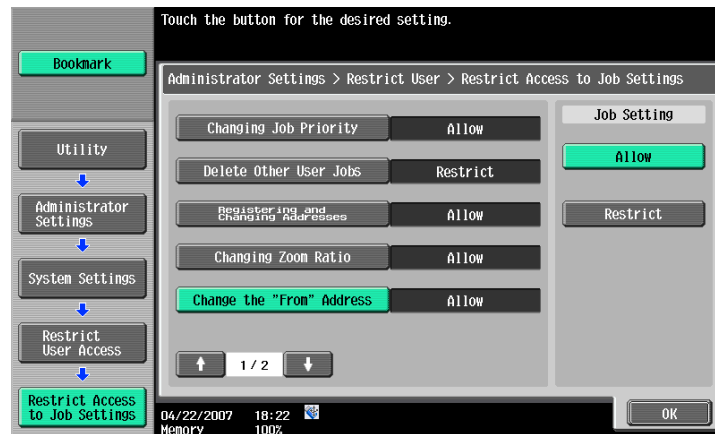 Touch the button for the desired setting.
Bookmark
Administrator Settings > Restrict User > Restrict Access to Job Settings
Utility
Administrator
Settings
System Settings
Restrict
User Access
Restrict Access
to Job Settings
Changing Job Priority Allow
Delete Other User Jobs Restrict
Registering and
Changing Addresses Allow
Changing Zoom Ratio Allow
Change the "From" Address Allow
1/2
Job Setting
Allow
Restrict
04/22/2007 18:22
Memory 100%
OK